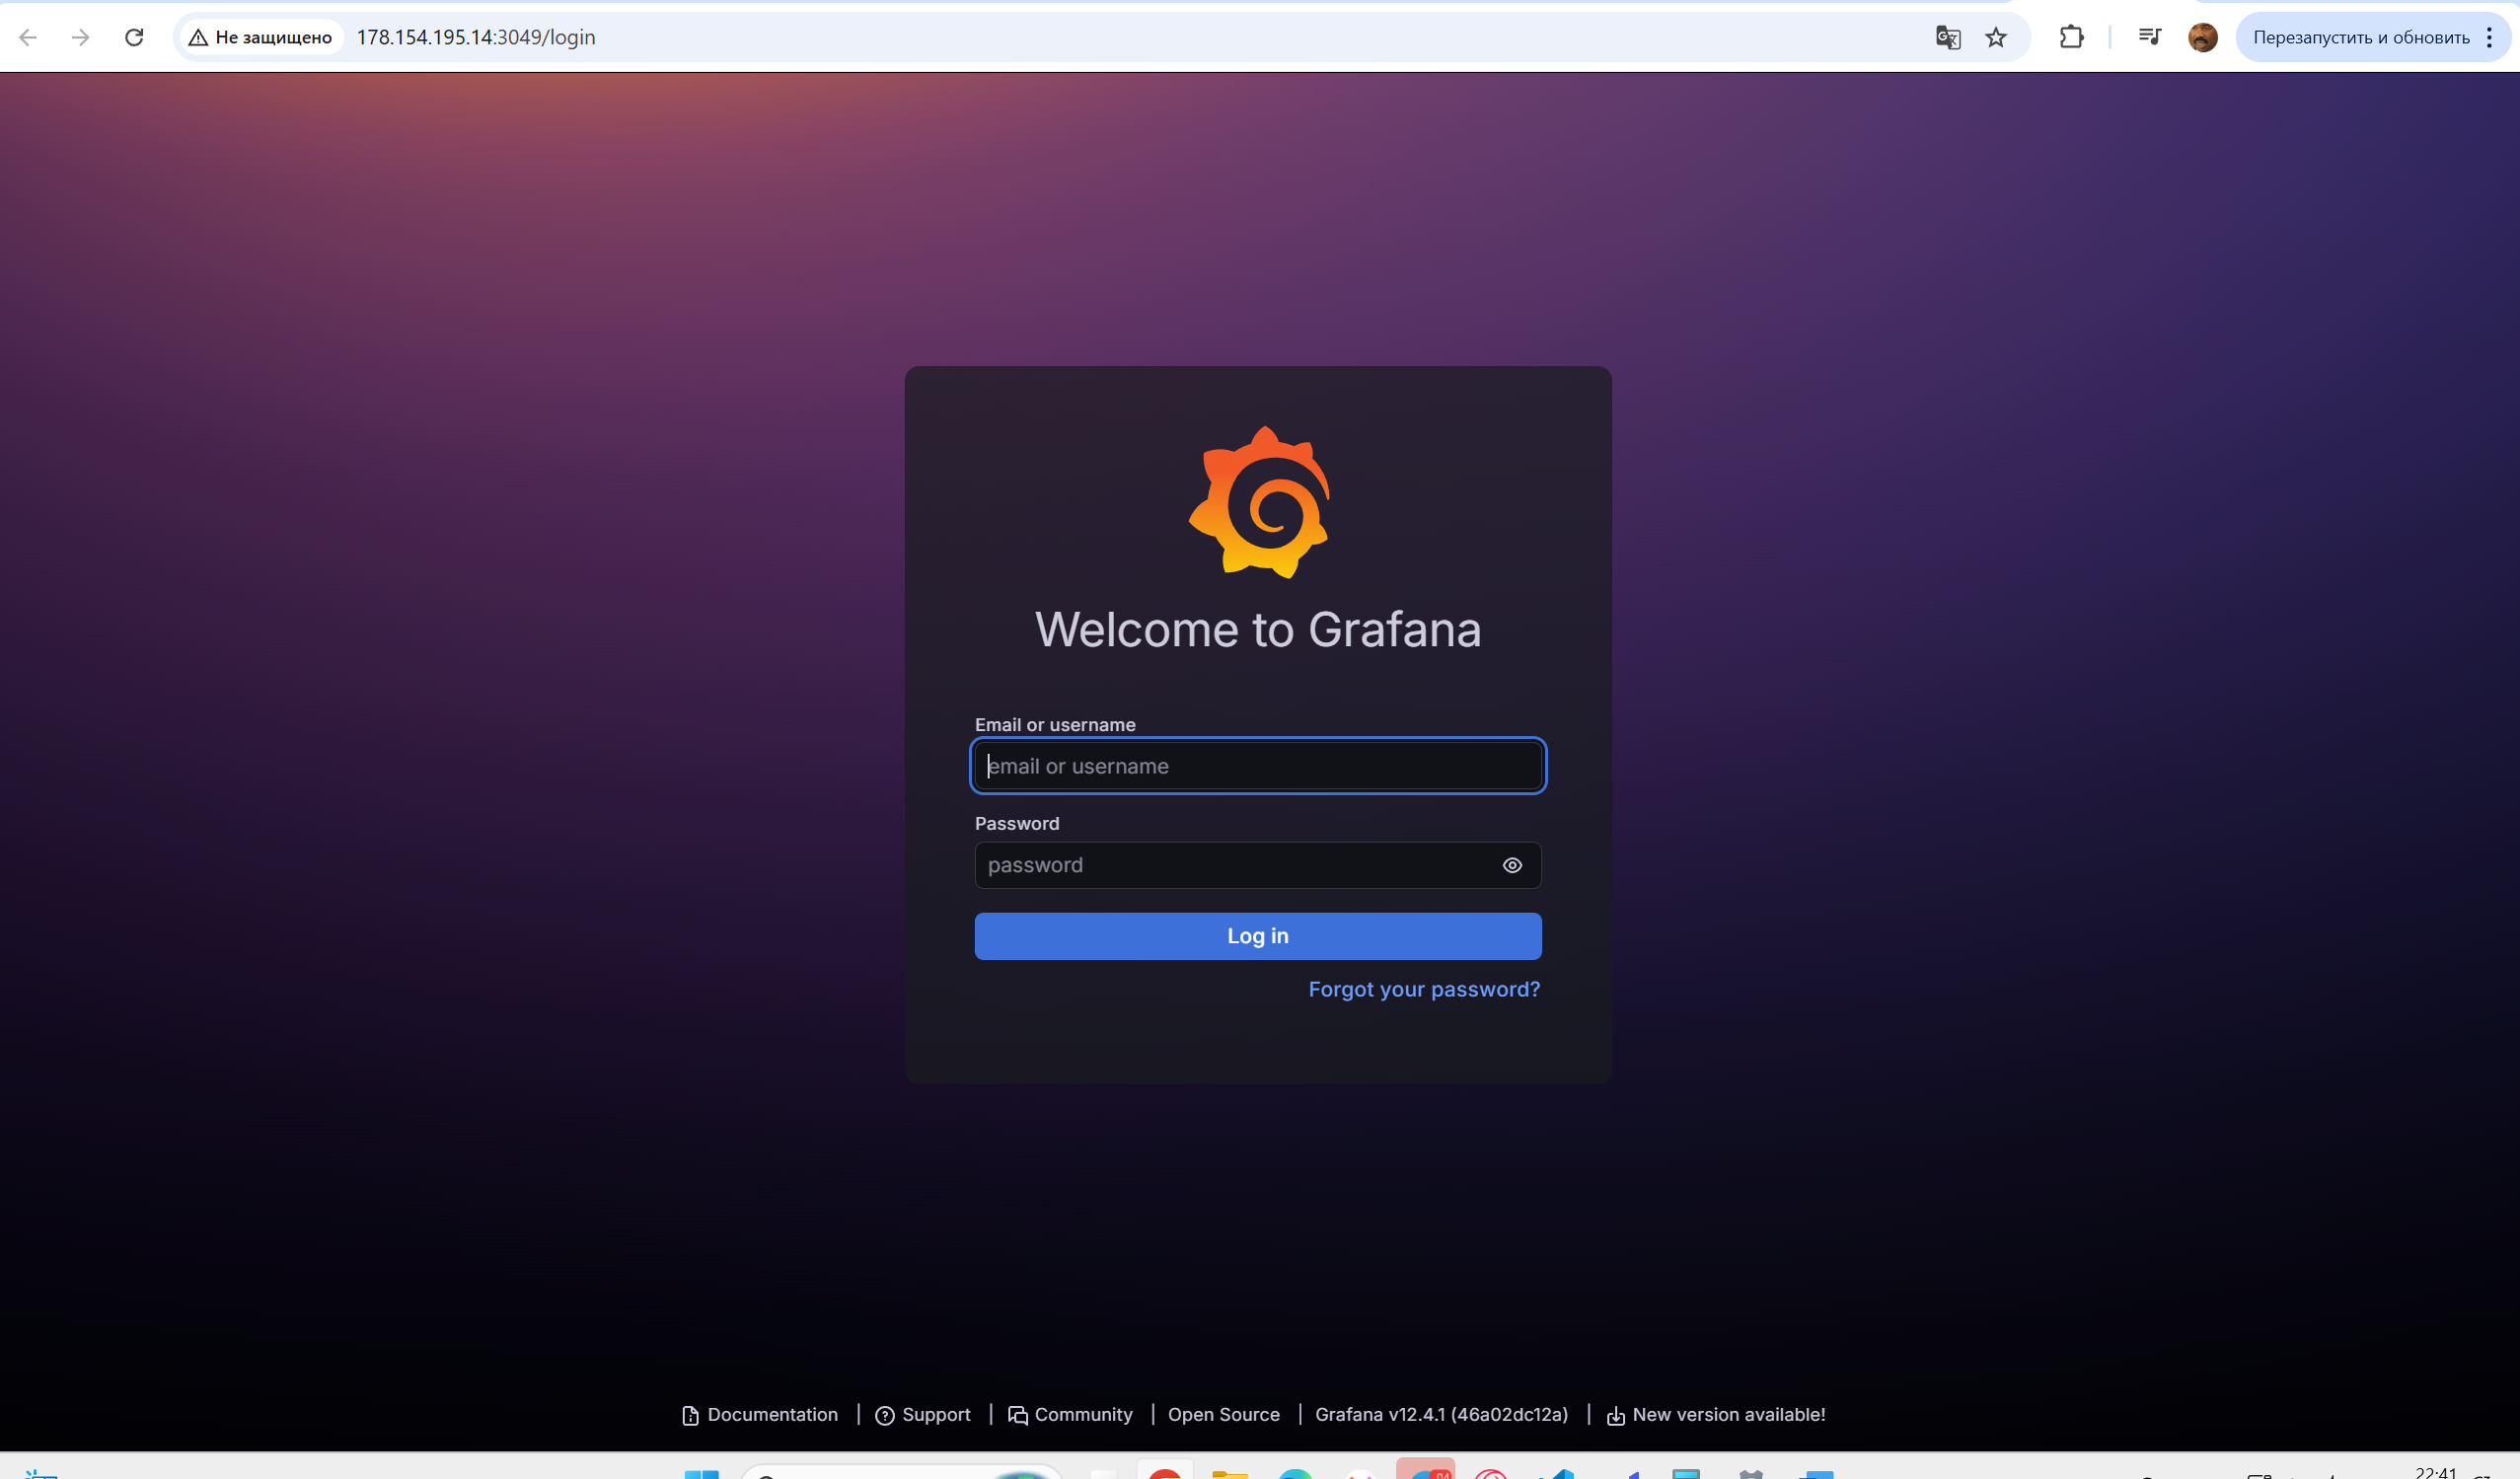 Не защищено 178.154.195.14:3049/login Перезапустить и обновить
Welcome to Grafana
Email or username
email or username
Password
password
Log in
Forgot your password?
Documentation | Support | Community | Open Source | Grafana v12.4.1 (46a02dc12a) | New version available!
22:41